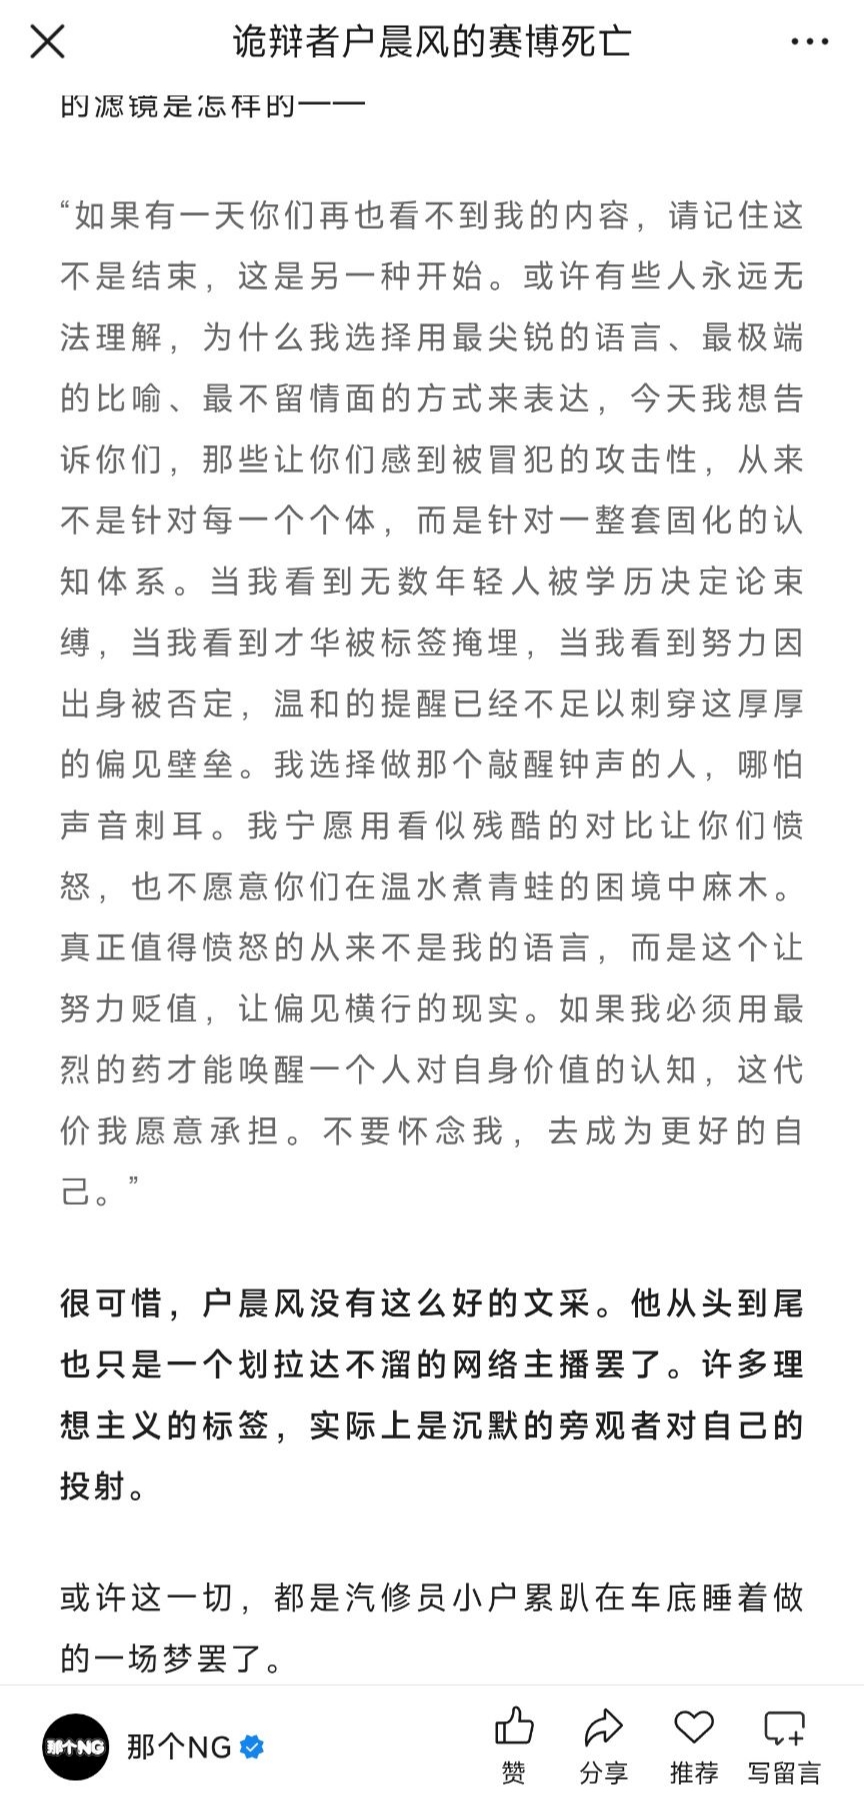 诡辩者户晨风的赛博死亡
的滤镜是怎样的——
“如果有一天你们再也看不到我的内容，请记住这
不是结束，这是另一种开始。或许有些人永远无
法理解，为什么我选择用最尖锐的语言、最极端
的比喻、最不留情面的方式来表达，今天我想告
诉你们，那些让你们感到被冒犯的攻击性，从来
不是针对每一个个体，而是针对一整套固化的认
知体系。当我看到无数年轻人被学历决定论束
缚，当我看到才华被标签掩埋，当我看到努力因
出身被否定，温和的提醒已经不足以刺穿这厚厚
的偏见壁垒。我选择做那个敲醒钟声的人，哪怕
声音刺耳。我宁愿用看似残酷的对比让你们愤
怒，也不愿意你们在温水煮青蛙的困境中麻木。
真正值得愤怒的从来不是我的语言，而是这个让
努力贬值，让偏见横行的现实。如果我必须用最
烈的药才能唤醒一个人对自身价值的认知，这代
价我愿意承担。不要怀念我，去成为更好的自
己。”
很可惜，户晨风没有这么好的文采。他从头到尾
也只是一个划拉达不溜的网络主播罢了。许多理
想主义的标签，实际上是沉默的旁观者对自己的
投射。
或许这一切，都是汽修员小户累趴在车底睡着做
的一场梦罢了。
那个NG
那个NG
赞
分享
推荐
写留言